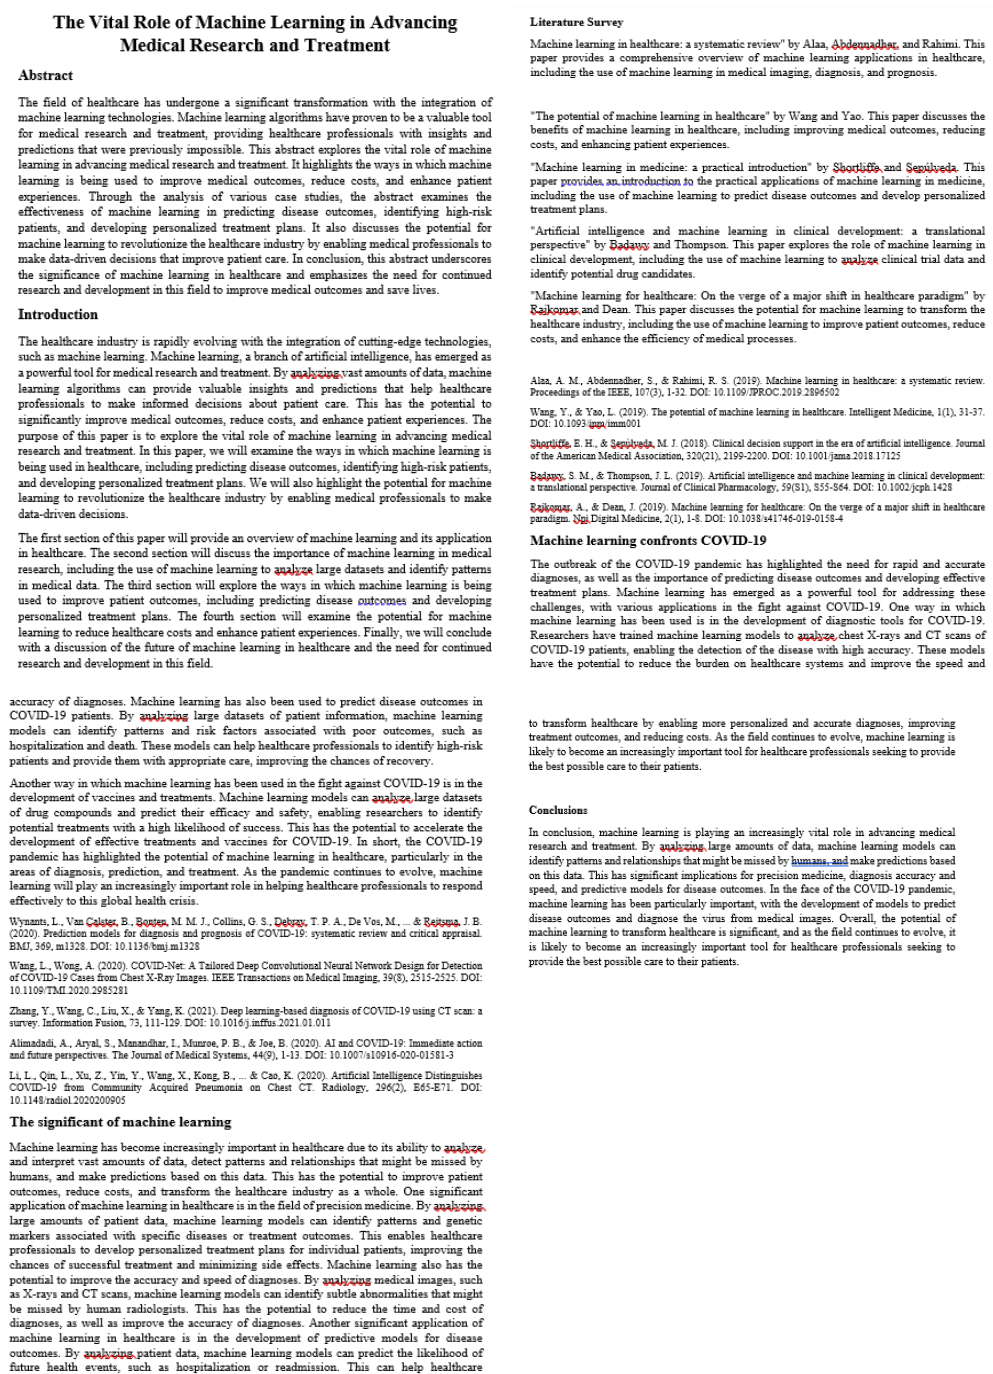 The Vital Role of Machine Learning in Advancing
Medical Research and Treatment
Abstract
The field of healthcare has undergone a significant transformation with the integration of
machine learning technologies. Machine learning algorithms have proven to be a valuable tool
for medical research and treatment, providing healthcare professionals with insights and
predictions that were previously impossible. This abstract explores the vital role of machine
learning in advancing medical research and treatment. It highlights the ways in which machine
learning is being used to improve medical outcomes, reduce costs, and enhance patient
experiences. Through the analysis of various case studies, the abstract examines the
effectiveness of machine learning in predicting disease outcomes, identifying high-risk
patients, and developing personalized treatment plans. It also discusses the potential for
machine learning to revolutionize the healthcare industry by enabling medical professionals to
make data-driven decisions that improve patient care. In conclusion, this abstract underscores
the significance of machine learning in healthcare and emphasizes the need for continued
research and development in this field to improve medical outcomes and save lives.
Introduction
The healthcare industry is rapidly evolving with the integration of cutting-edge technologies,
such as machine learning. Machine learning, a branch of artificial intelligence, has emerged as
a powerful tool for medical research and treatment. By analyzing vast amounts of data, machine
learning algorithms can provide valuable insights and predictions that help healthcare
professionals to make informed decisions about patient care. This has the potential to
significantly improve medical outcomes, reduce costs, and enhance patient experiences. The
purpose of this paper is to explore the vital role of machine learning in advancing medical
research and treatment. In this paper, we will examine the ways in which machine learning is
being used in healthcare, including predicting disease outcomes, identifying high-risk patients,
and developing personalized treatment plans. We will also highlight the potential for machine
learning to revolutionize the healthcare industry by enabling medical professionals to make
data-driven decisions.
The first section of this paper will provide an overview of machine learning and its application
in healthcare. The second section will discuss the importance of machine learning in medical
research, including the use of machine learning to analyze large datasets and identify patterns
in medical data. The third section will explore the ways in which machine learning is being
used to improve patient outcomes, including predicting disease outcomes and developing
personalized treatment plans. The fourth section will examine the potential for machine
learning to reduce healthcare costs and enhance patient experiences. Finally, we will conclude
with a discussion of the future of machine learning in healthcare and the need for continued
research and development in this field.
Literature Survey
Machine learning in healthcare: a systematic review" by Alaa, Abdennadher, and Rahimi. This
paper provides a comprehensive overview of machine learning applications in healthcare,
including the use of machine learning in medical imaging, diagnosis, and prognosis.
"The potential of machine learning in healthcare" by Wang and Yao. This paper discusses the
benefits of machine learning in healthcare, including improving medical outcomes, reducing
costs, and enhancing patient experiences.
"Machine learning in medicine: a practical introduction" by Shortliffe and Sepúlveda. This
paper provides an introduction to the practical applications of machine learning in medicine,
including the use of machine learning to predict disease outcomes and develop personalized
treatment plans.
"Artificial intelligence and machine learning in clinical development: a translational
perspective" by Badawy and Thompson. This paper explores the role of machine learning in
clinical development, including the use of machine learning to analyze clinical trial data and
identify potential drug candidates.
"Machine learning for healthcare: On the verge of a major shift in healthcare paradigm" by
Rajkomar and Dean. This paper discusses the potential for machine learning to transform the
healthcare industry, including the use of machine learning to improve patient outcomes, reduce
costs, and enhance the efficiency of medical processes.
Alaa, A. M., Abdennadher, S., & Rahimi, R. S. (2019). Machine learning in healthcare: a systematic review.
Proceedings of the IEEE, 107(3), 1-32. DOI: 10.1109/JPROC.2019.2896502
Wang, Y., & Yao, L. (2019). The potential of machine learning in healthcare. Intelligent Medicine, 1(1), 31-37.
DOI: 10.1093/inm/imm001
Shortliffe, E. H., & Sepúlveda, M. J. (2018). Clinical decision support in the era of artificial intelligence. Journal
of the American Medical Association, 320(21), 2199-2200. DOI: 10.1001/jama.2018.17125
Badawy, S. M., & Thompson, J. L. (2019). Artificial intelligence and machine learning in clinical development:
a translational perspective. Journal of Clinical Pharmacology, 59(S1), S55-S64. DOI: 10.1002/jcph.1428
Rajkomar, A., & Dean, J. (2019). Machine learning for healthcare: On the verge of a major shift in healthcare
paradigm. Npj Digital Medicine, 2(1), 1-8. DOI: 10.1038/s41746-019-0158-4
Machine learning confronts COVID-19
The outbreak of the COVID-19 pandemic has highlighted the need for rapid and accurate
diagnoses, as well as the importance of predicting disease outcomes and developing effective
treatment plans. Machine learning has emerged as a powerful tool for addressing these
challenges, with various applications in the fight against COVID-19. One way in which
machine learning has been used is in the development of diagnostic tools for COVID-19.
Researchers have trained machine learning models to analyze chest X-rays and CT scans of
COVID-19 patients, enabling the detection of the disease with high accuracy. These models
have the potential to reduce the burden on healthcare systems and improve the speed and
accuracy of diagnoses. Machine learning has also been used to predict disease outcomes in
COVID-19 patients. By analyzing large datasets of patient information, machine learning
models can identify patterns and risk factors associated with poor outcomes, such as
hospitalization and death. These models can help healthcare professionals to identify high-risk
patients and provide them with appropriate care, improving the chances of recovery.
Another way in which machine learning has been used in the fight against COVID-19 is in the
development of vaccines and treatments. Machine learning models can analyze large datasets
of drug compounds and predict their efficacy and safety, enabling researchers to identify
potential treatments with a high likelihood of success. This has the potential to accelerate the
development of effective treatments and vaccines for COVID-19. In short, the COVID-19
pandemic has highlighted the potential of machine learning in healthcare, particularly in the
areas of diagnosis, prediction, and treatment. As the pandemic continues to evolve, machine
learning will play an increasingly important role in helping healthcare professionals to respond
effectively to this global health crisis.
Wynants, L., Van Calster, B., Bonten, M. M. J., Collins, G. S., Debray, T. P. A., De Vos, M., ... & Reitsma, J. B.
(2020). Prediction models for diagnosis and prognosis of COVID-19: systematic review and critical appraisal.
BMJ, 369, m1328. DOI: 10.1136/bmj.m1328
Wang, L., Wong, A. (2020). COVID-Net: A Tailored Deep Convolutional Neural Network Design for Detection
of COVID-19 Cases from Chest X-Ray Images. IEEE Transactions on Medical Imaging, 39(8), 2515-2525. DOI:
10.1109/TMI.2020.2985281
Zhang, Y., Wang, C., Liu, X., & Yang, K. (2021). Deep learning-based diagnosis of COVID-19 using CT scan: a
survey. Information Fusion, 73, 111-129. DOI: 10.1016/j.inffus.2021.01.011
Alimadadi, A., Aryal, S., Manandhar, I., Munroe, P. B., & Joe, B. (2020). AI and COVID-19: Immediate action
and future perspectives. The Journal of Medical Systems, 44(9), 1-13. DOI: 10.1007/s10916-020-01581-3
Li, L., Qin, L., Xu, Z., Yin, Y., Wang, X., Kong, B., ... & Cao, K. (2020). Artificial Intelligence Distinguishes
COVID-19 from Community Acquired Pneumonia on Chest CT. Radiology, 296(2), E65-E71. DOI:
10.1148/radiol.2020200905
The significant of machine learning
Machine learning has become increasingly important in healthcare due to its ability to analyze
and interpret vast amounts of data, detect patterns and relationships that might be missed by
humans, and make predictions based on this data. This has the potential to improve patient
outcomes, reduce costs, and transform the healthcare industry as a whole. One significant
application of machine learning in healthcare is in the field of precision medicine. By analyzing
large amounts of patient data, machine learning models can identify patterns and genetic
markers associated with specific diseases or treatment outcomes. This enables healthcare
professionals to develop personalized treatment plans for individual patients, improving the
chances of successful treatment and minimizing side effects. Machine learning also has the
potential to improve the accuracy and speed of diagnoses. By analyzing medical images, such
as X-rays and CT scans, machine learning models can identify subtle abnormalities that might
be missed by human radiologists. This has the potential to reduce the time and cost of
diagnoses, as well as improve the accuracy of diagnoses. Another significant application of
machine learning in healthcare is in the development of predictive models for disease
outcomes. By analyzing patient data, machine learning models can predict the likelihood of
future health events, such as hospitalization or readmission. This can help healthcare
to transform healthcare by enabling more personalized and accurate diagnoses, improving
treatment outcomes, and reducing costs. As the field continues to evolve, machine learning is
likely to become an increasingly important tool for healthcare professionals seeking to provide
the best possible care to their patients.
Conclusions
In conclusion, machine learning is playing an increasingly vital role in advancing medical
research and treatment. By analyzing large amounts of data, machine learning models can
identify patterns and relationships that might be missed by humans, and make predictions based
on this data. This has significant implications for precision medicine, diagnosis accuracy and
speed, and predictive models for disease outcomes. In the face of the COVID-19 pandemic,
machine learning has been particularly important, with the development of models to predict
disease outcomes and diagnose the virus from medical images. Overall, the potential of
machine learning to transform healthcare is significant, and as the field continues to evolve, it
is likely to become an increasingly important tool for healthcare professionals seeking to
provide the best possible care to their patients.